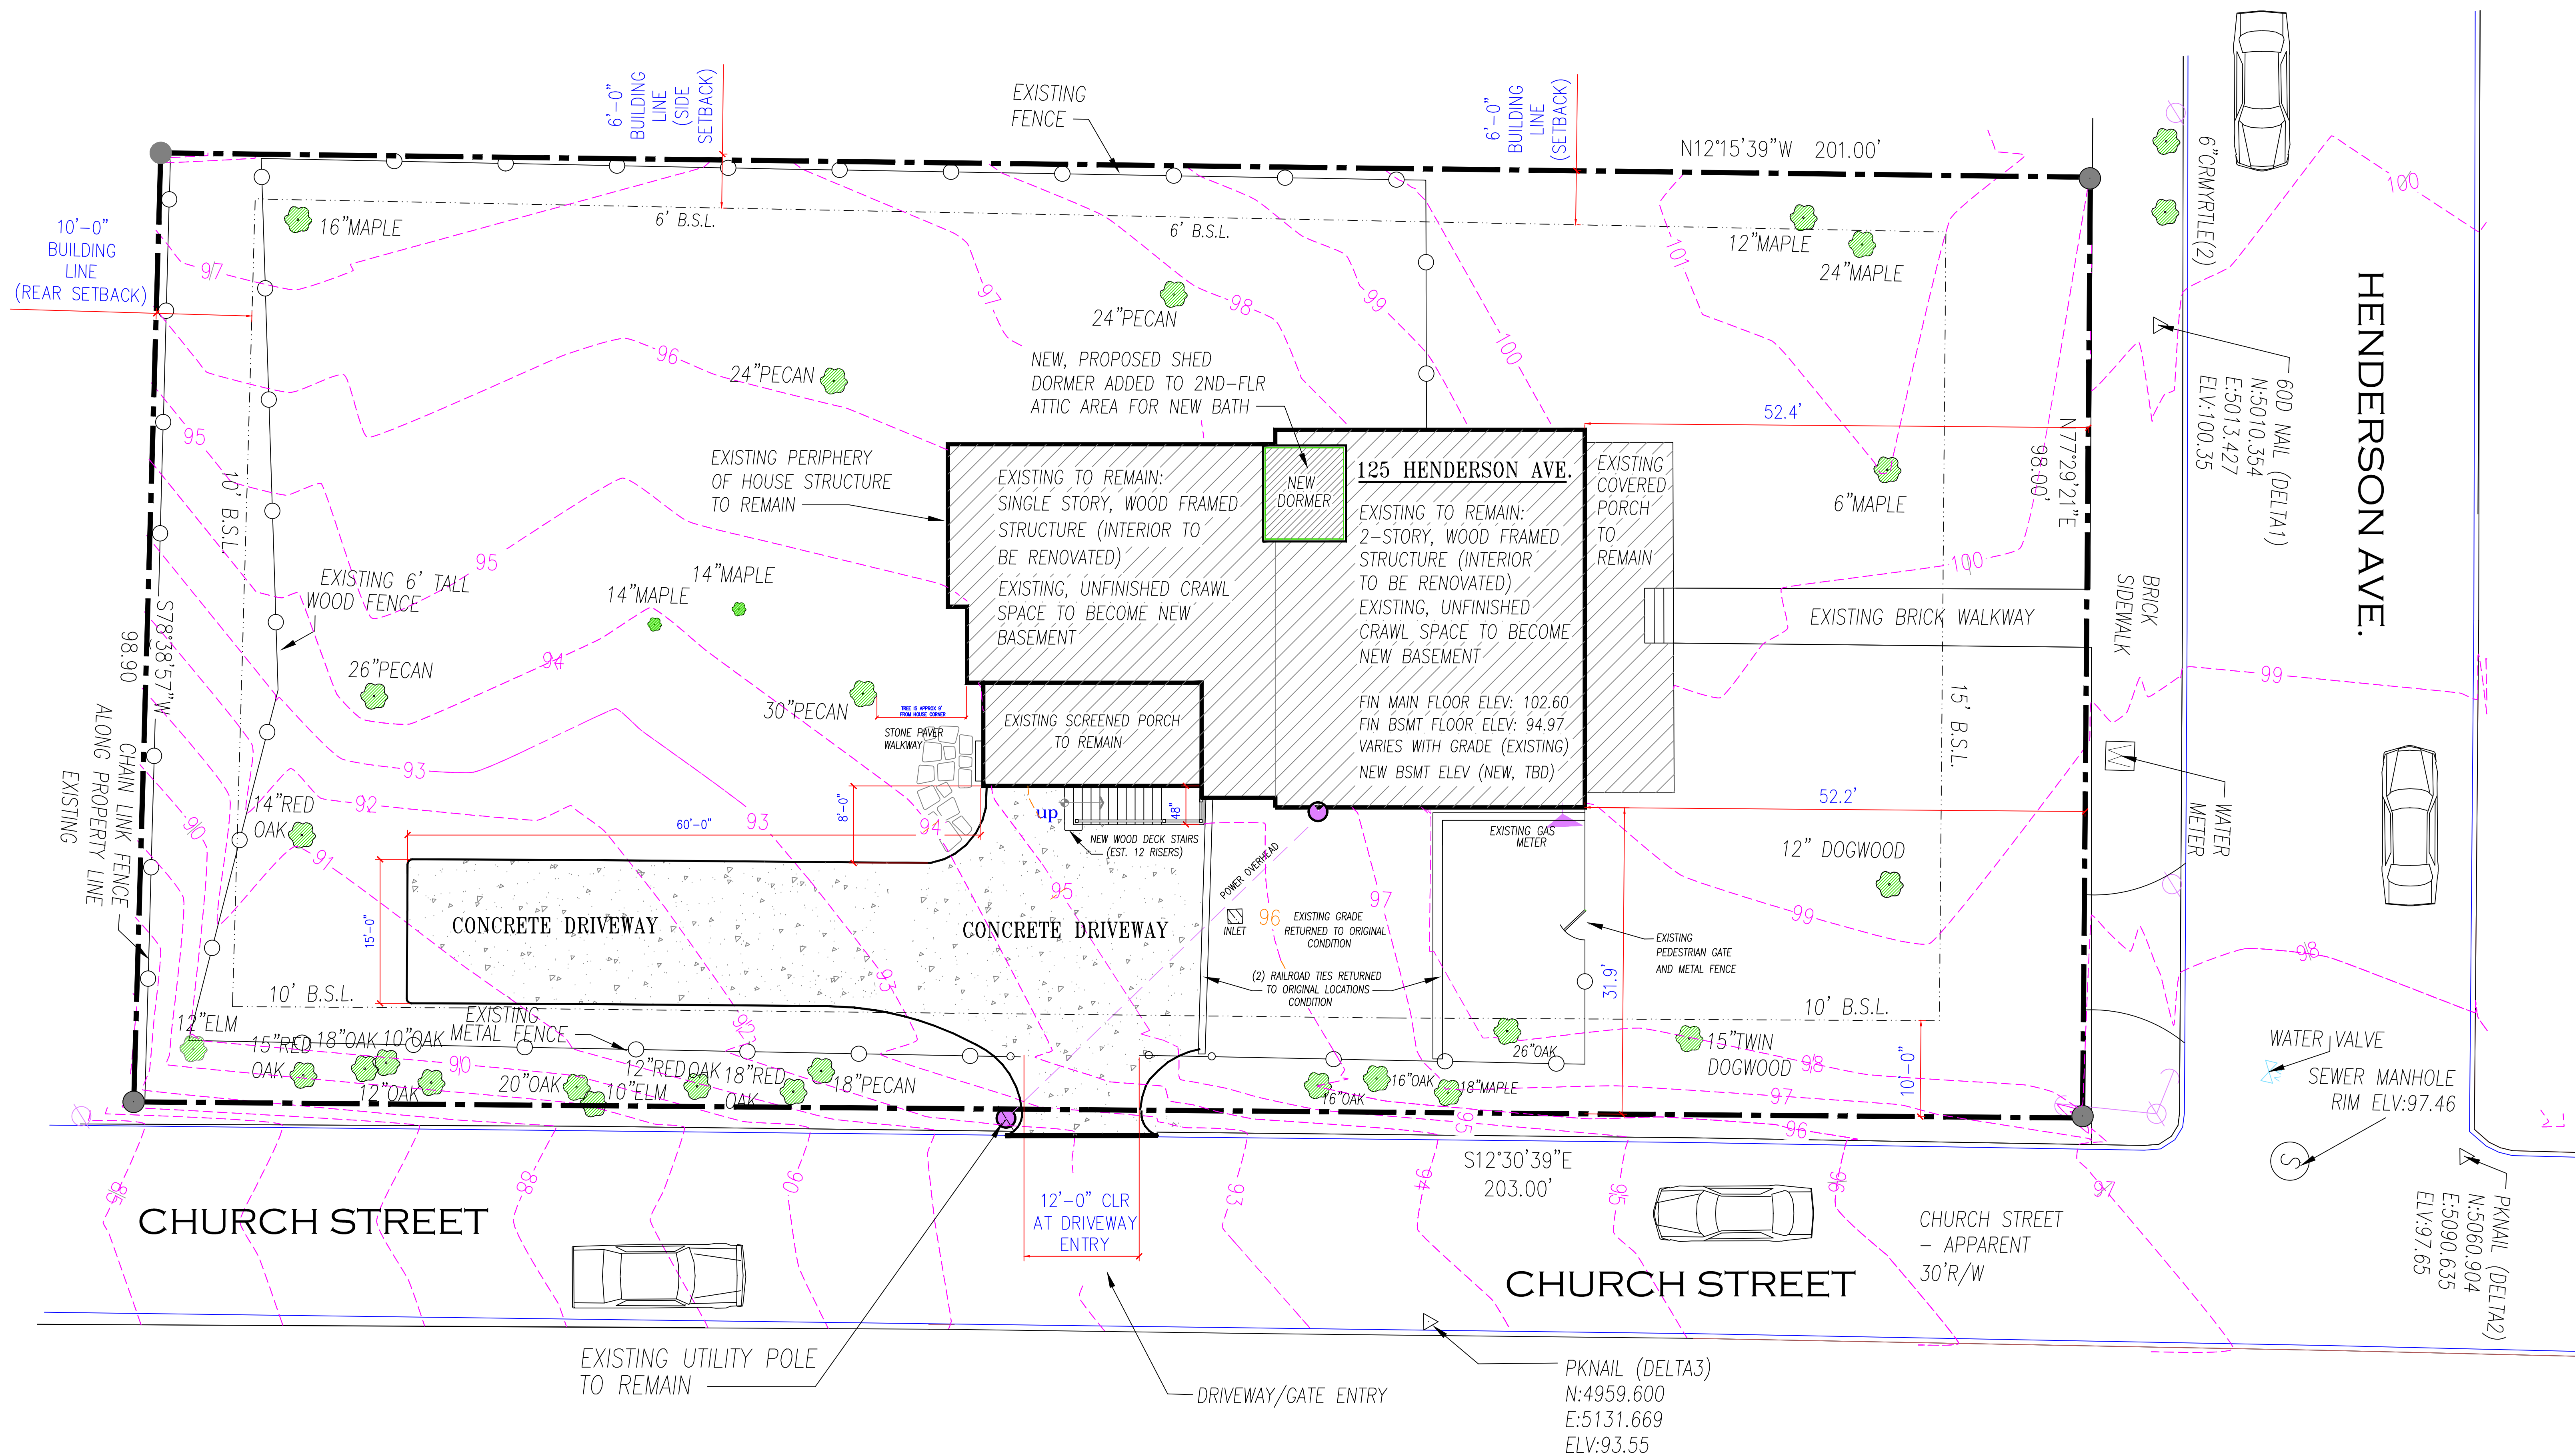 6'-0"
BUILDING
LINE
(SIDE
SETBACK)
EXISTING
FENCE
6'-0"
BUILDING
LINE
(SETBACK)
N12°15'39"W 201.00'
6"CRMYRTLE(2)
100
10'-0"
BUILDING
LINE
(REAR SETBACK)
16"MAPLE
6' B.S.L.
6' B.S.L.
12"MAPLE
24"MAPLE
97
97
98
99
100
101
24"PECAN
24"PECAN
96
NEW, PROPOSED SHED
DORMER ADDED TO 2ND-FLR
ATTIC AREA FOR NEW BATH
52.4'
60D NAIL (DELTA1)
N:5010.354
E:5013.427
ELV:100.35
HENDERSON AVE.
N77°29'21"E
98.00'
95
10' B.S.L.
EXISTING PERIPHERY
OF HOUSE STRUCTURE
TO REMAIN
EXISTING TO REMAIN:
SINGLE STORY, WOOD FRAMED
STRUCTURE (INTERIOR TO
BE RENOVATED)
EXISTING, UNFINISHED CRAWL
SPACE TO BECOME NEW
BASEMENT
NEW
DORMER
125 HENDERSON AVE.
EXISTING TO REMAIN:
2-STORY, WOOD FRAMED
STRUCTURE (INTERIOR
TO BE RENOVATED)
EXISTING, UNFINISHED
CRAWL SPACE TO BECOME
NEW BASEMENT
FIN MAIN FLOOR ELEV: 102.60
FIN BSMT FLOOR ELEV: 94.97
VARIES WITH GRADE (EXISTING)
NEW BSMT ELEV (NEW, TBD)
EXISTING
COVERED
PORCH
TO
REMAIN
6"MAPLE
100
EXISTING BRICK WALKWAY
BRICK
SIDEWALK
99
95
EXISTING 6' TALL
WOOD FENCE
14"MAPLE
14"MAPLE
S78°38'57"W
98.90
94
26"PECAN
30"PECAN
TREE IS APPROX 9'
FROM HOUSE CORNER
STONE PAVER
WALKWAY
EXISTING SCREENED PORCH
TO REMAIN
15' B.S.L.
93
CHAIN LINK FENCE
ALONG PROPERTY LINE
EXISTING
WATER
METER
14"RED
OAK
92
93
90
91
60'-0"
8'-0"
94
up
48"
NEW WOOD DECK STAIRS
(EST. 12 RISERS)
EXISTING GAS
METER
52.2'
12" DOGWOOD
POWER OVERHEAD
15'-0"
CONCRETE DRIVEWAY
CONCRETE DRIVEWAY
95
93
92
INLET
96
EXISTING GRADE
RETURNED TO ORIGINAL
CONDITION
97
EXISTING
PEDESTRIAN GATE
AND METAL FENCE
99
98
(2) RAILROAD TIES RETURNED
TO ORIGINAL LOCATIONS
CONDITION
31.9'
10' B.S.L.
10' B.S.L.
12"ELM
EXISTING
METAL FENCE
15"RED
OAK
18"OAK
10"OAK
12"OAK
90
20"OAK
10"ELM
12"RED OAK
18"RED
OAK
18"PECAN
16"OAK
16"OAK
18"MAPLE
26"OAK
15"TWIN
DOGWOOD
98
97
96
95
10'-0"
WATER VALVE
SEWER MANHOLE
RIM ELV:97.46
S
S12°30'39"E
203.00'
85
88
90
93
94
95
96
97
CHURCH STREET
12'-0" CLR
AT DRIVEWAY
ENTRY
CHURCH STREET
CHURCH STREET
- APPARENT
30'R/W
PKNAIL (DELTA2)
N:5060.904
E:5090.635
ELV:97.65
EXISTING UTILITY POLE
TO REMAIN
DRIVEWAY/GATE ENTRY
PKNAIL (DELTA3)
N:4959.600
E:5131.669
ELV:93.55